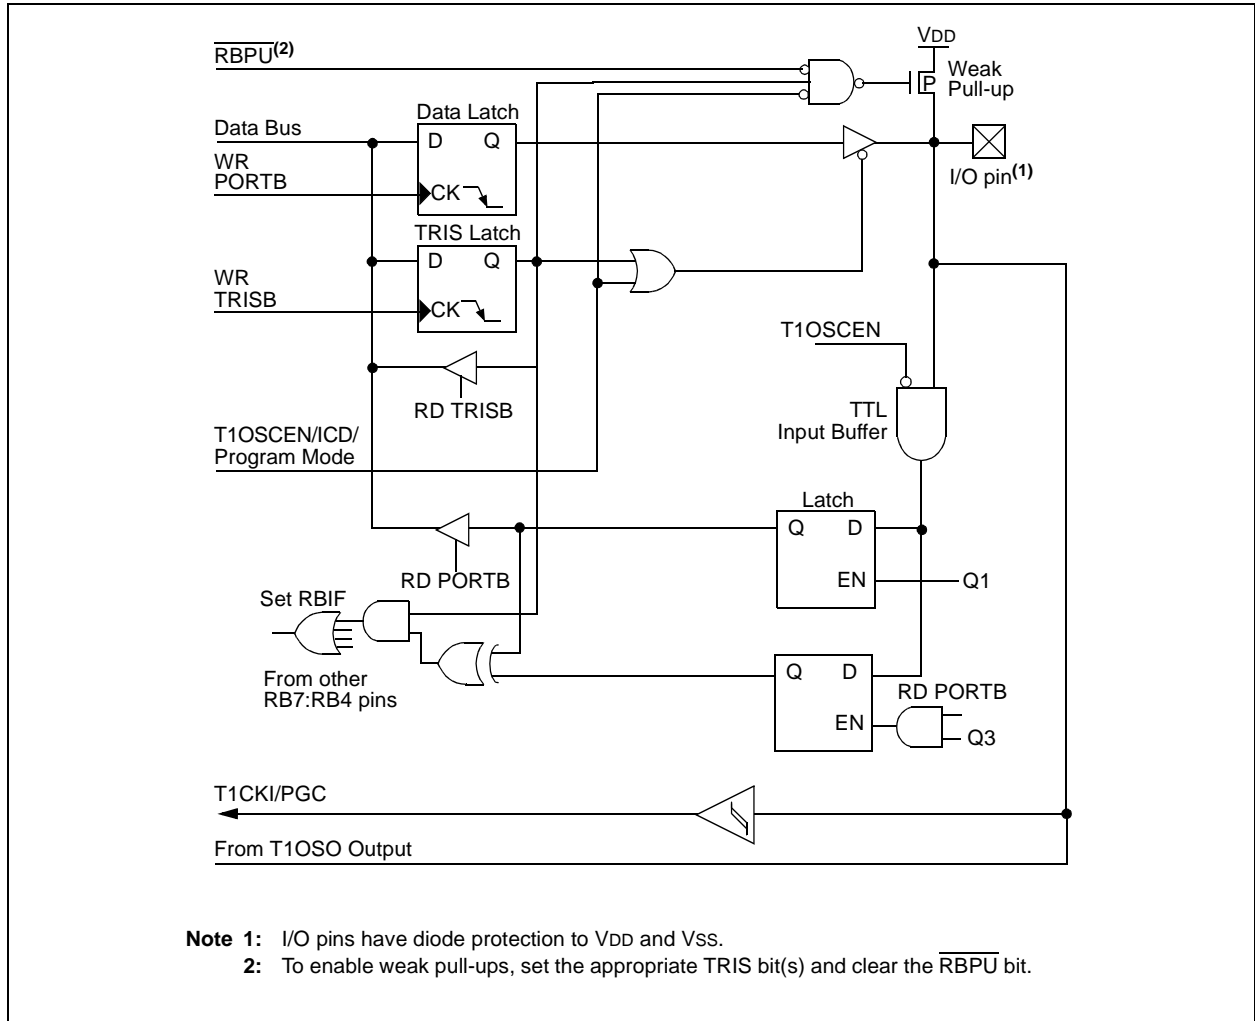 RBPU(2)
VDD
Weak
Pull-up
P
Data Latch
Data Bus
D Q
WR
PORTB
CK
I/O pin(1)
TRIS Latch
D Q
WR
TRISB
CK
T1OSCEN
RD TRISB
TTL
Input Buffer
T1OSCEN/ICD/
Program Mode
Latch
Q D
RD PORTB
EN
Q1
Set RBIF
From other
RB7:RB4 pins
Q D
RD PORTB
EN
Q3
T1CKI/PGC
From T1OSO Output
Note 1: I/O pins have diode protection to VDD and VSS.
2: To enable weak pull-ups, set the appropriate TRIS bit(s) and clear the RBPU bit.